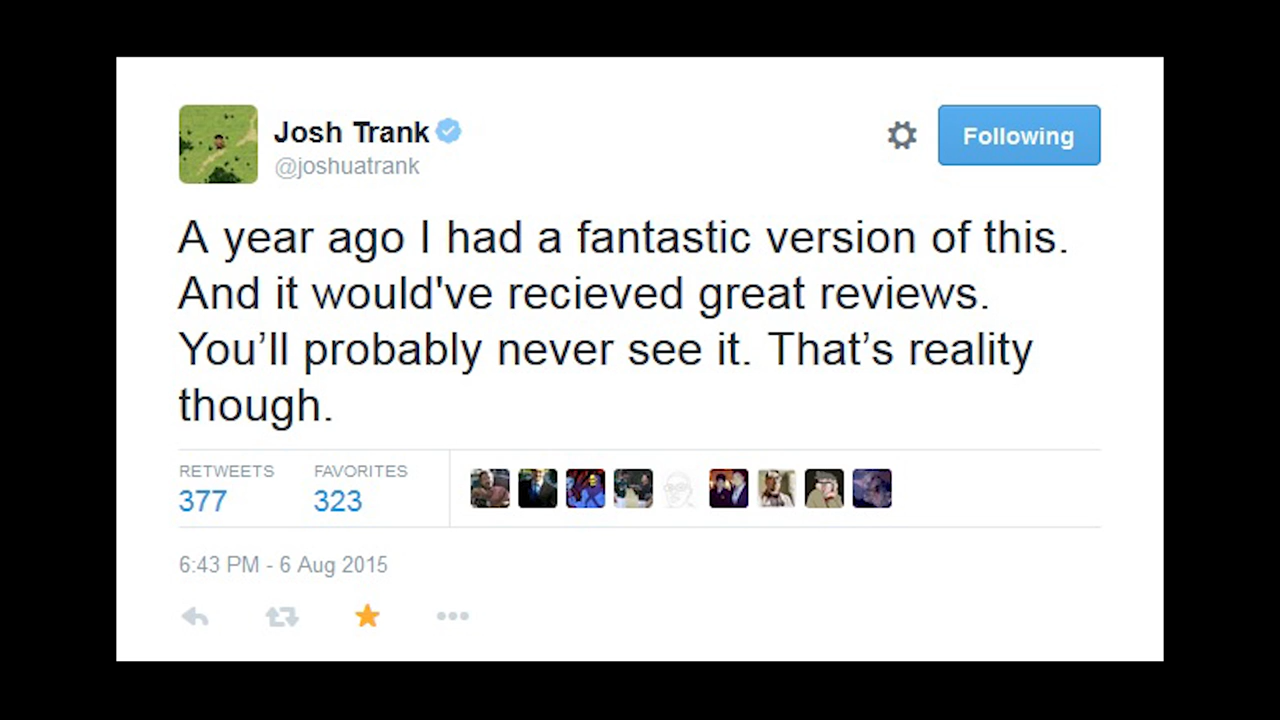 Josh Trank
@joshuatrank
Following
A year ago I had a fantastic version of this.
And it would've recieved great reviews.
You’ll probably never see it. That’s reality
though.
RETWEETS FAVORITES
377 323
6:43 PM - 6 Aug 2015